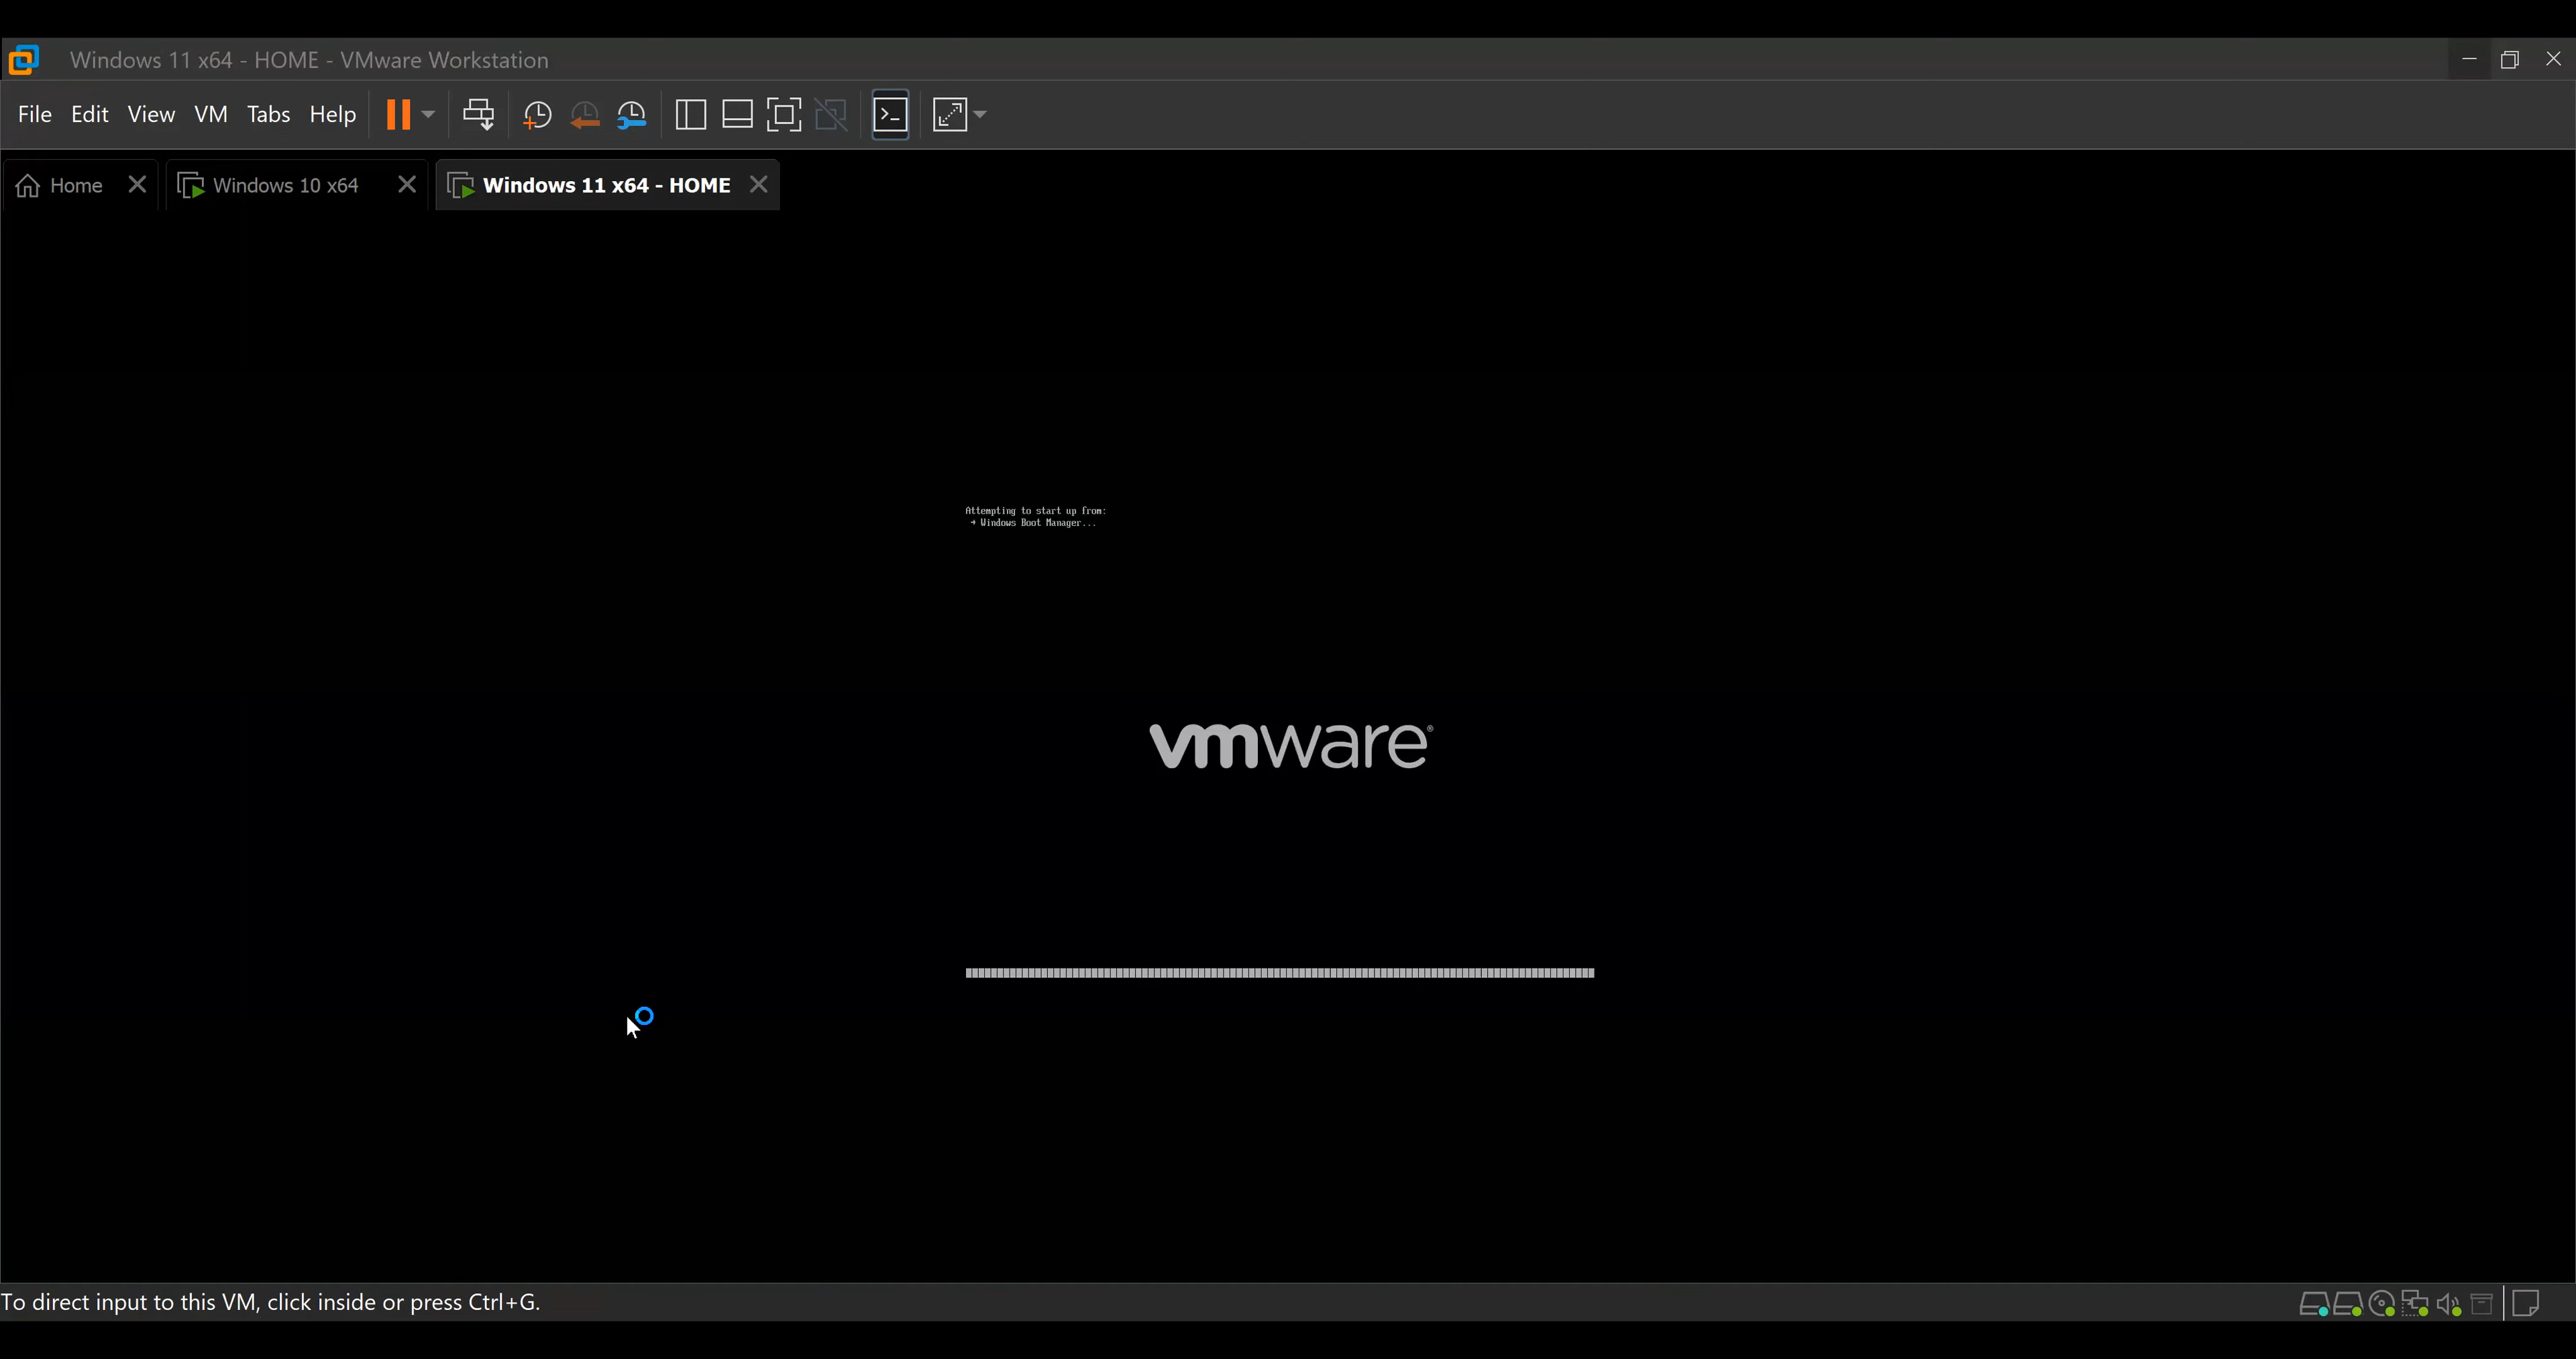 Windows 11 x64 - HOME - VMware Workstation
File Edit View VM Tabs Help
Home Windows 10 x64 Windows 11 x64 - HOME
Attempting to start up from:
→ Windows Boot Manager...
vmware®
To direct input to this VM, click inside or press Ctrl+G.